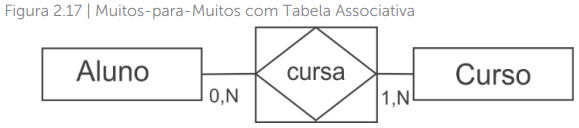 Figura 2.17 | Muitos-para-Muitos com Tabela Associativa
Aluno
cursa
Curso
0,N
1,N